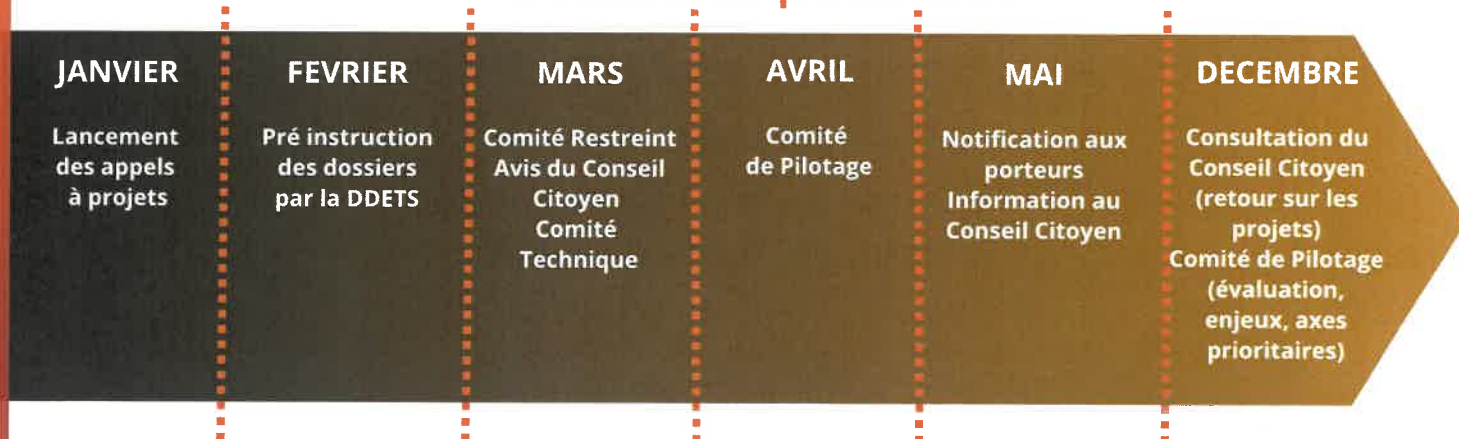 JANVIER
Lancement
des appels
à projets
FEVRIER
Pré instruction
des dossiers
par la DDETS
MARS
Comité Restreint
Avis du Conseil
Citoyen
Comité
Technique
AVRIL
Comité
de Pilotage
MAI
Notification aux
porteurs
Information au
Conseil Citoyen
DECEMBRE
Consultation du
Conseil Citoyen
(retour sur les
projets)
Comité de Pilotage
(évaluation,
enjeux, axes
prioritaires)